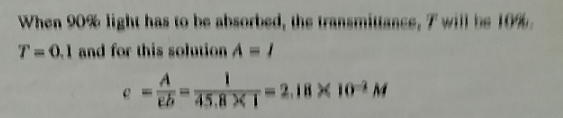 When 90% light has to be absorbed, the transmittance, T will be 10%.
T = 0.1 and for this solution A = 1
c = A/εb = 1/45.8 × 1 = 2.18 × 10⁻² M